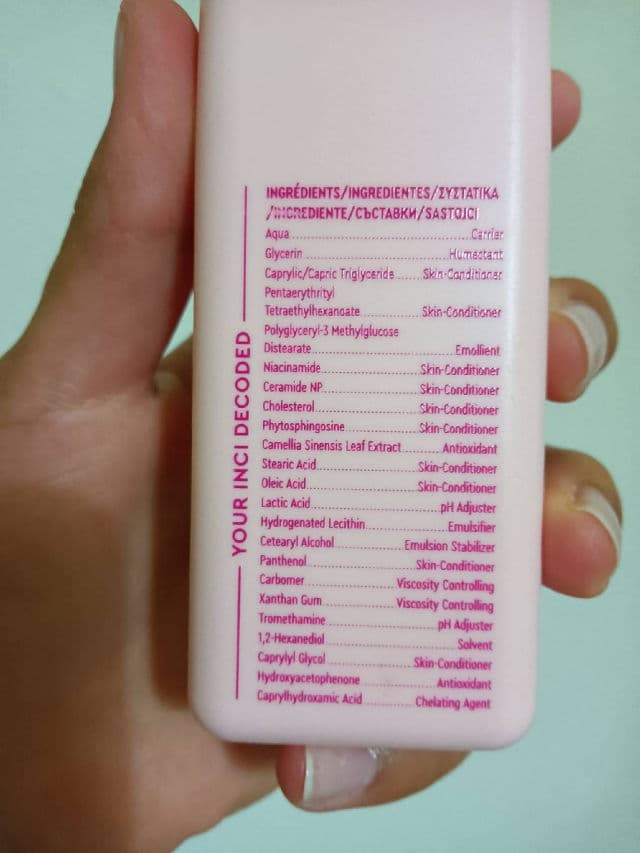 INGRÉDIENTS/INGREDIENTES/ΣΥΣΤΑΤΙΚΑ
/INGREDIENTE/СЪСТАВКИ/SASTOJCI
Aqua Carrier
Glycerin Humectant
Caprylic/Capric Triglyceride Skin-Conditioner
Pentaerythrityl
Tetraethylhexanoate Skin-Conditioner
Polyglyceryl-3 Methylglucose
Distearate Emollient
Niacinamide Skin-Conditioner
Ceramide NP Skin-Conditioner
Cholesterol Skin-Conditioner
Phytosphingosine Skin-Conditioner
Camellia Sinensis Leaf Extract Antioxidant
Stearic Acid Skin-Conditioner
Oleic Acid Skin-Conditioner
Lactic Acid pH Adjuster
Hydrogenated Lecithin Emulsifier
Cetearyl Alcohol Emulsion Stabilizer
Panthenol Skin-Conditioner
Carbomer Viscosity Controlling
Xanthan Gum Viscosity Controlling
Tromethamine pH Adjuster
1,2-Hexanediol Solvent
Caprylyl Glycol Skin-Conditioner
Hydroxyacetophenone Antioxidant
Caprylhydroxamic Acid Chelating Agent
YOUR INCI DECODED